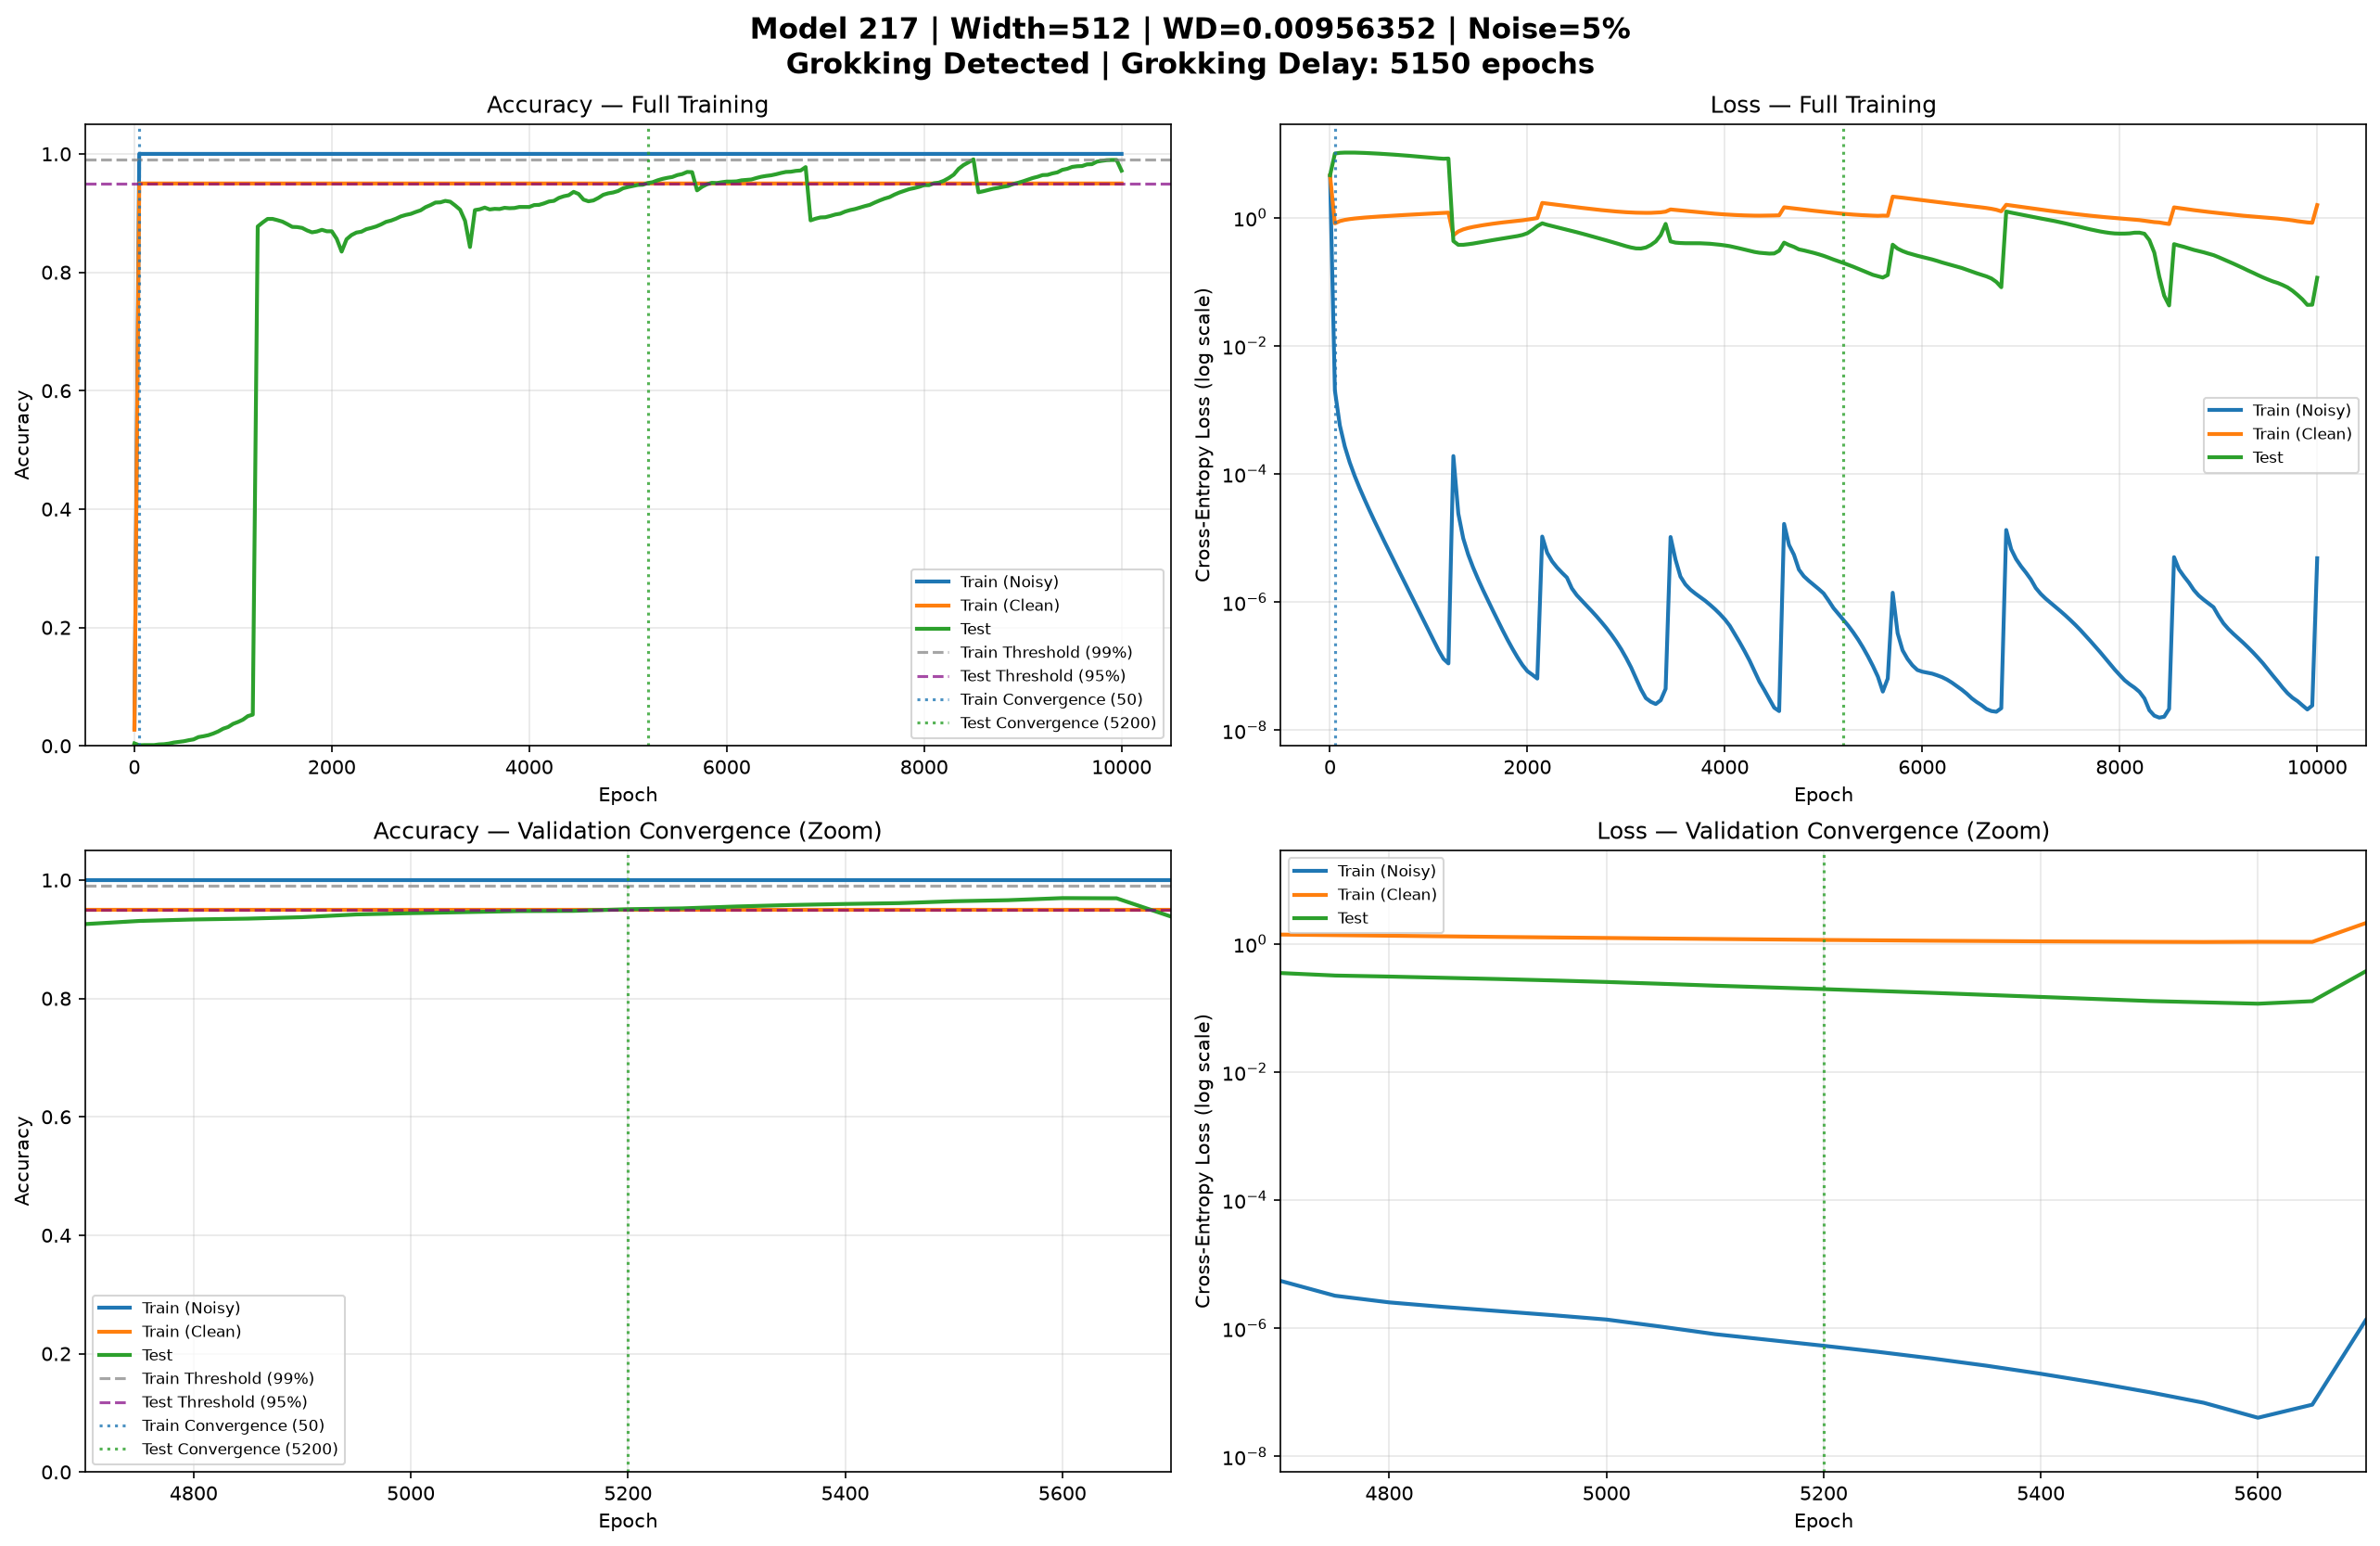 Model 217 | Width=512 | WD=0.00956352 | Noise=5%
Grokking Detected | Grokking Delay: 5150 epochs
Accuracy — Full Training
Accuracy
1.0
0.8
0.6
0.4
0.2
0.0
0 2000 4000 6000 8000 10000
Epoch
Train (Noisy)
Train (Clean)
Test
Train Threshold (99%)
Test Threshold (95%)
Train Convergence (50)
Test Convergence (5200)
Loss — Full Training
Cross-Entropy Loss (log scale)
10⁰
10⁻²
10⁻⁴
10⁻⁶
10⁻⁸
0 2000 4000 6000 8000 10000
Epoch
Train (Noisy)
Train (Clean)
Test
Accuracy — Validation Convergence (Zoom)
Accuracy
1.0
0.8
0.6
0.4
0.2
0.0
4800 5000 5200 5400 5600
Epoch
Train (Noisy)
Train (Clean)
Test
Train Threshold (99%)
Test Threshold (95%)
Train Convergence (50)
Test Convergence (5200)
Loss — Validation Convergence (Zoom)
Cross-Entropy Loss (log scale)
10⁰
10⁻²
10⁻⁴
10⁻⁶
10⁻⁸
4800 5000 5200 5400 5600
Epoch
Train (Noisy)
Train (Clean)
Test